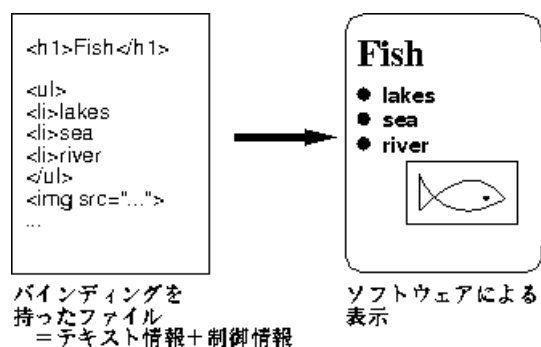 <h1>Fish</h1>
<ul>
<li>lakes
<li>sea
<li>river
</ul>
<img src="...">
...
バインディングを
持ったファイル
＝テキスト情報＋制御情報
Fish
● lakes
● sea
● river
ソフトウェアによる
表示